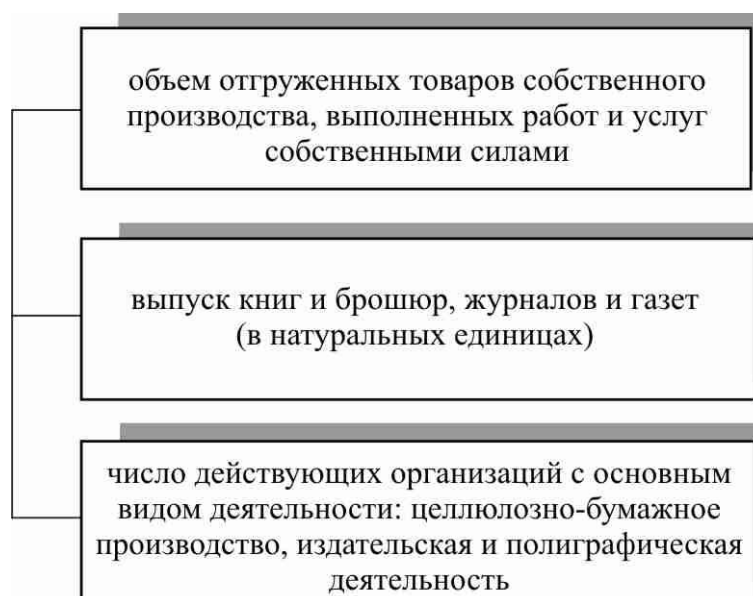 объем отгруженных товаров собственного
производства, выполненных работ и услуг
собственными силами
выпуск книг и брошюр, журналов и газет
(в натуральных единицах)
число действующих организаций с основным
видом деятельности: целлюлозно-бумажное
производство, издательская и полиграфическая
деятельность